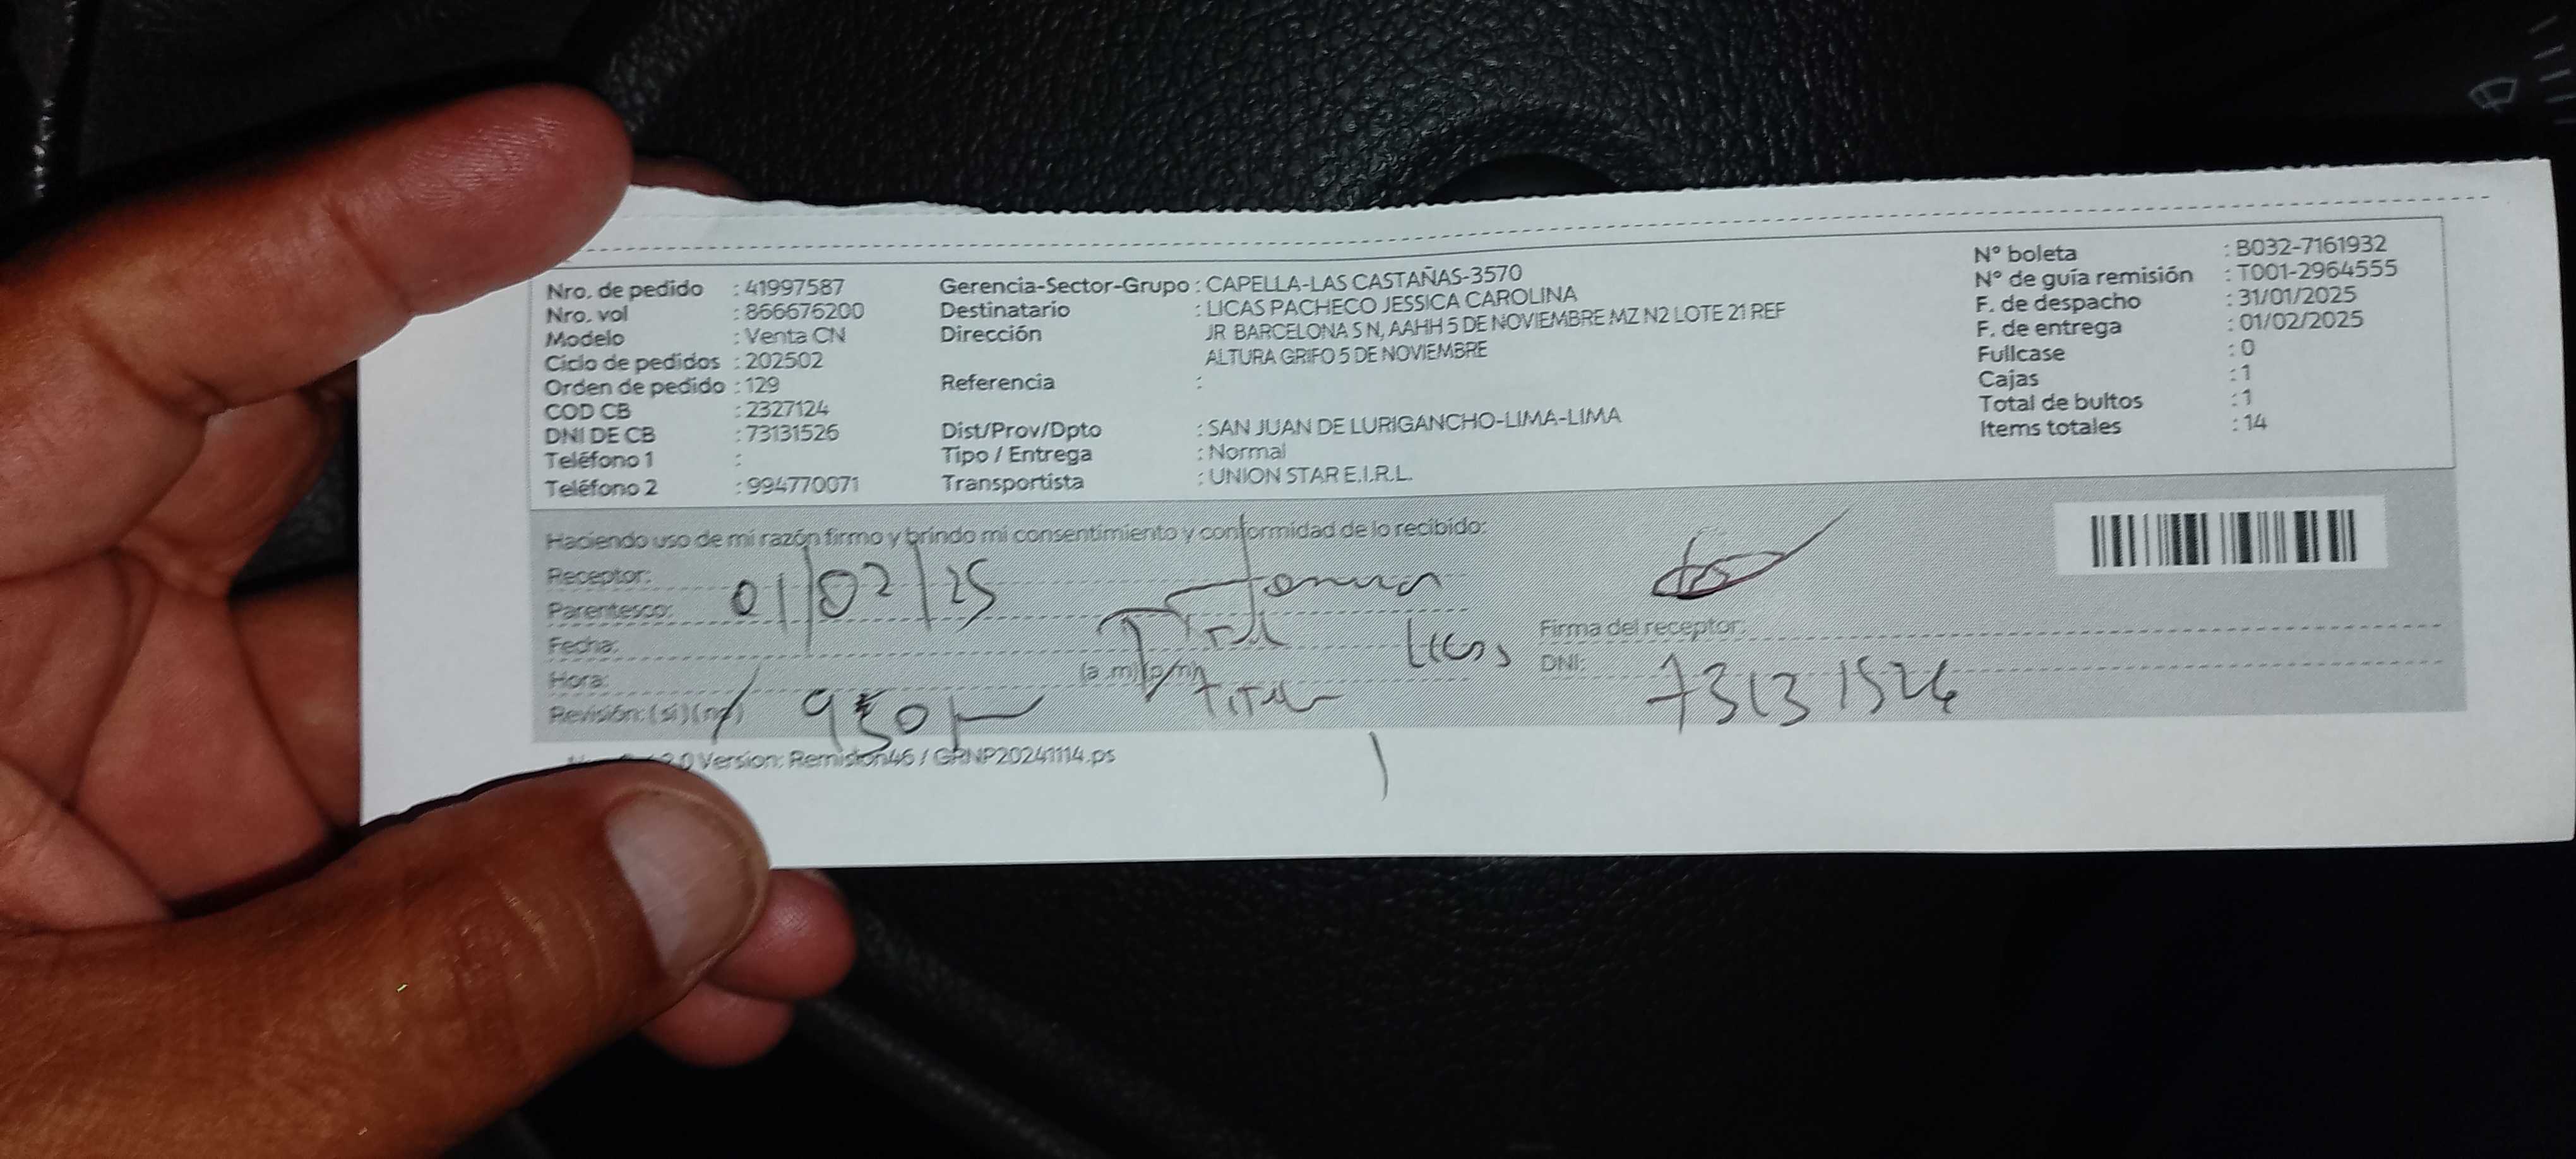 Nro. de pedido : 41997587
Nro. vol : 866676200
Modelo : Venta CN
Ciclo de pedidos : 202502
Orden de pedido : 129
COD CB : 2327124
DNI DE CB : 73131526
Teléfono 1 :
Teléfono 2 : 994770071
Gerencia-Sector-Grupo : CAPELLA-LAS CASTAÑAS-3570
Destinatario : LICAS PACHECO JESSICA CAROLINA
Dirección JR BARCELONA S N, AAHH 5 DE NOVIEMBRE MZ N2 LOTE 21 REF
ALTURA GRIFO 5 DE NOVIEMBRE
Referencia :
Dist/Prov/Dpto : SAN JUAN DE LURIGANCHO-LIMA-LIMA
Tipo / Entrega : Normal
Transportista : UNION STAR E.I.R.L.
N° boleta : B032-7161932
N° de guía remisión : T001-2964555
F. de despacho : 31/01/2025
F. de entrega : 01/02/2025
Fullcase : 0
Cajas : 1
Total de bultos : 1
Items totales : 14
Haciendo uso de mi razón firmo y brindo mi consentimiento y conformidad de lo recibido:
Receptor:
Parentesco: 01/02/25
Fecha:
Licas
Hora: (a.m)(p/m)
Revisión: (si) (no)
Firma del receptor:
DNI: 73131526
Version: Remision46 / GRNP20241114.ps